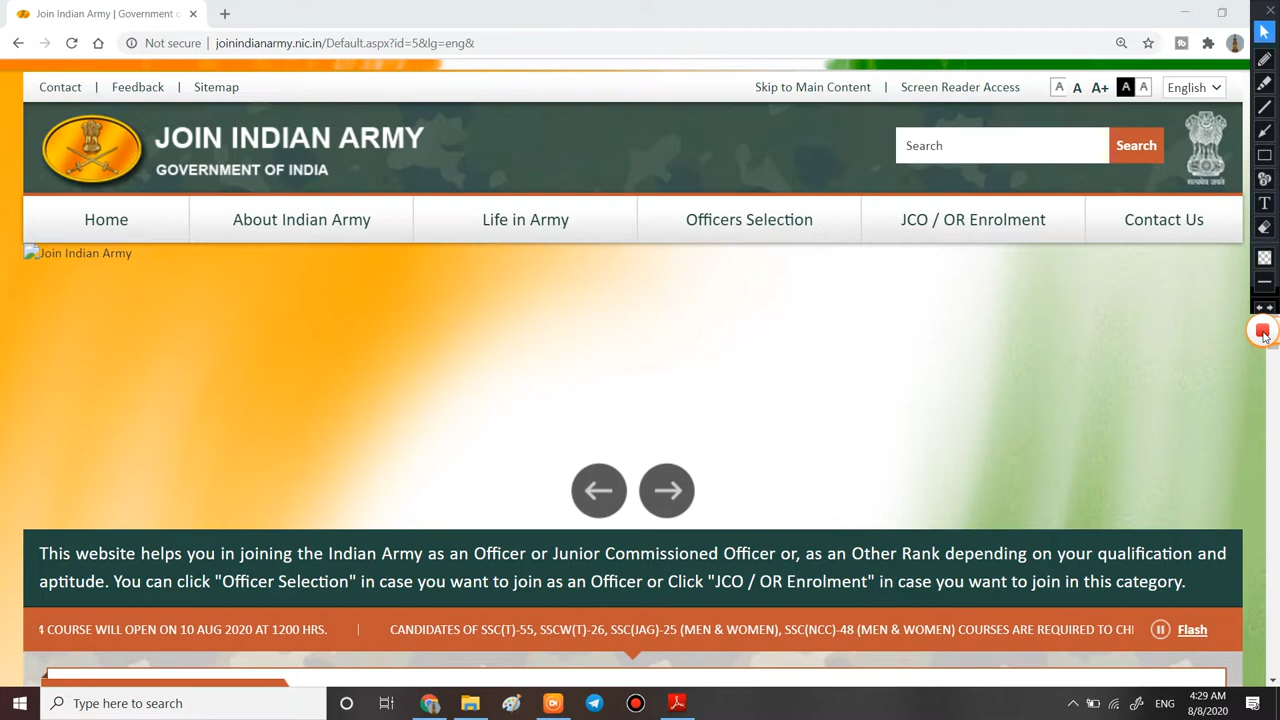 Join Indian Army | Government o
Not secure | joinindianarmy.nic.in/Default.aspx?id=5&lg=eng&
Contact | Feedback | Sitemap
Skip to Main Content | Screen Reader Access
A A A+ A A English
JOIN INDIAN ARMY
GOVERNMENT OF INDIA
Search Search
Home About Indian Army Life in Army Officers Selection JCO / OR Enrolment Contact Us
Join Indian Army
This website helps you in joining the Indian Army as an Officer or Junior Commissioned Officer or, as an Other Rank depending on your qualification and
aptitude. You can click "Officer Selection" in case you want to join as an Officer or Click "JCO / OR Enrolment" in case you want to join in this category.
M COURSE WILL OPEN ON 10 AUG 2020 AT 1200 HRS. | CANDIDATES OF SSC(T)-55, SSCW(T)-26, SSC(JAG)-25 (MEN & WOMEN), SSC(NCC)-48 (MEN & WOMEN) COURSES ARE REQUIRED TO CHE Flash
Type here to search
ENG
4:29 AM
8/8/2020